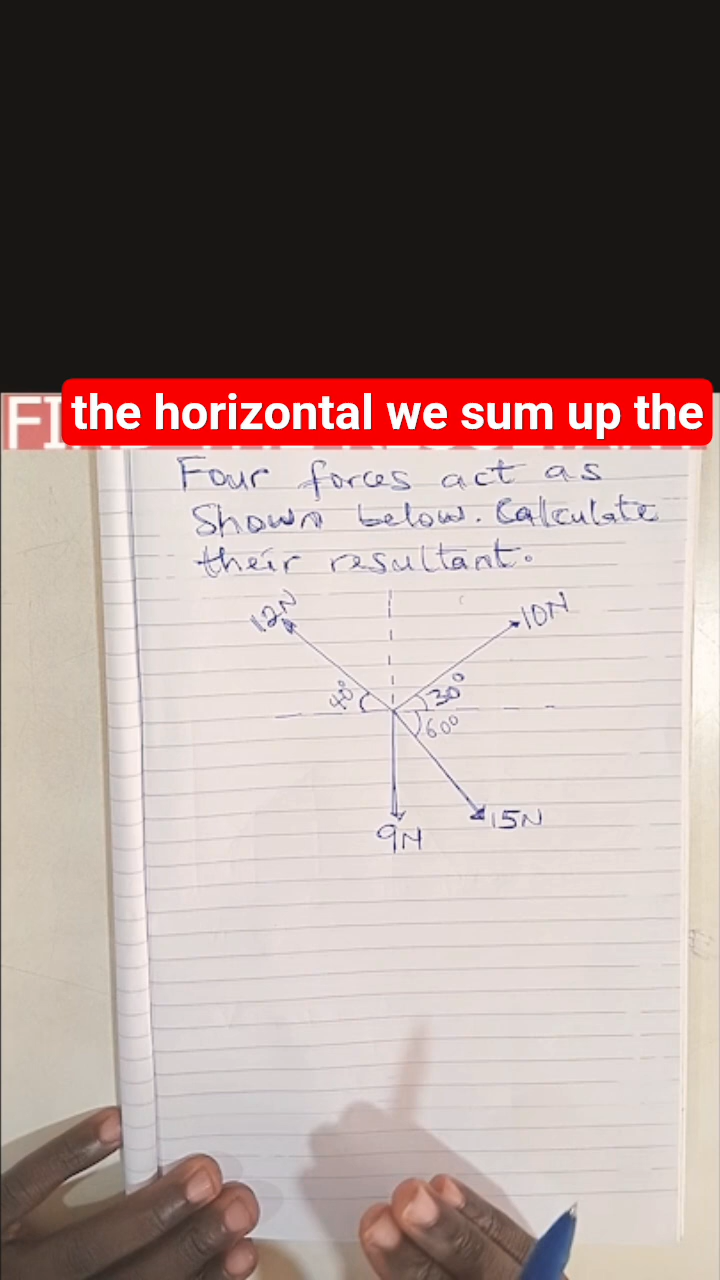 the horizontal we sum up the
Four forces act as
Shown below. Calculate
their resultant.
12N
10N
40°
30°
60°
9N
15N